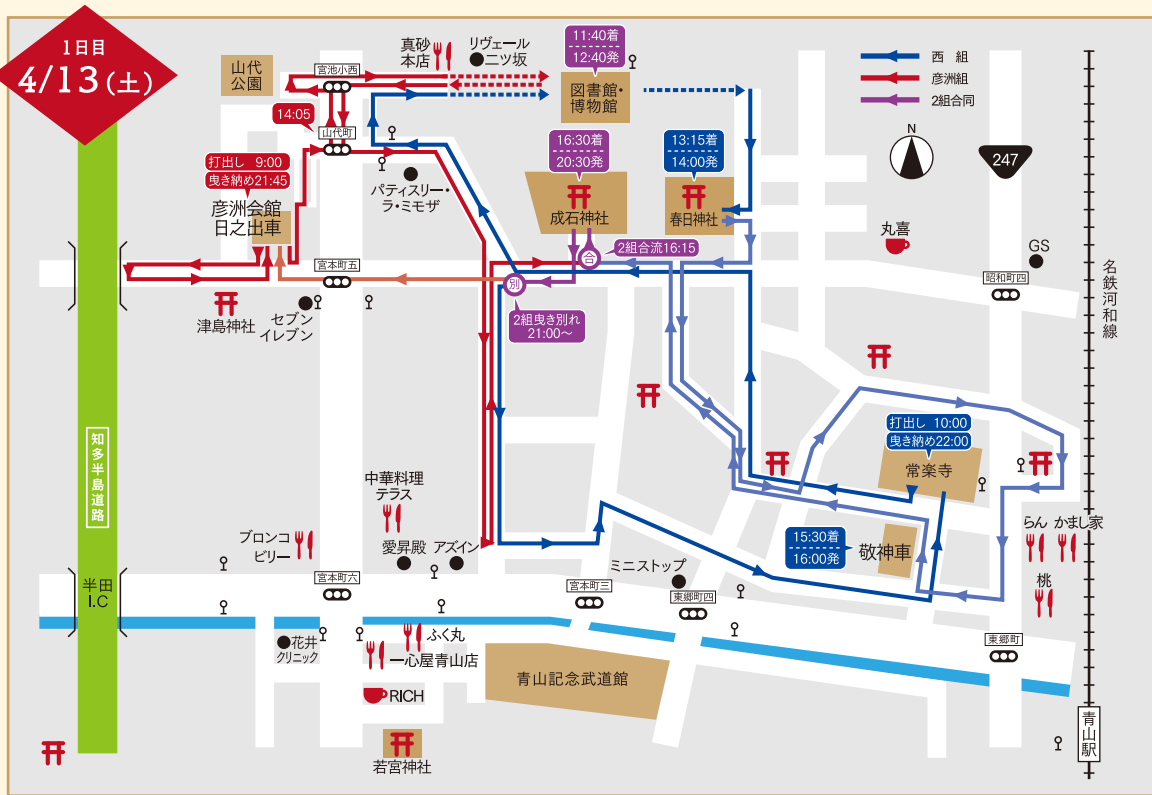 1日目
4/13(土)
山代
公園
宮池小西
真砂
本店
リヴェール
二ツ坂
11:40着
12:40発
図書館・
博物館
西 組
彦洲組
2組合同
N
247
14:05
山代町
打出し 9:00
曳き納め21:45
彦洲会館
日之出車
パティスリー・
ラ・ミモザ
16:30着
20:30発
成石神社
13:15着
14:00発
春日神社
丸喜
GS
昭和町四
名鉄河和線
2組合流16:15
合
別
2組曳き別れ
21:00〜
宮本町五
津島神社
セブン
イレブン
知多半島道路
半田
I.C
打出し 10:00
曳き納め22:00
常楽寺
中華料理
テラス
愛昇殿
アズイン
ブロンコ
ビリー
宮本町六
15:30着
16:00発
敬神車
らん
かまし家
桃
ミニストップ
宮本町三
東郷町四
東郷町
花井
クリニック
ふく丸
一心屋青山店
RICH
青山記念武道館
若宮神社
青山駅